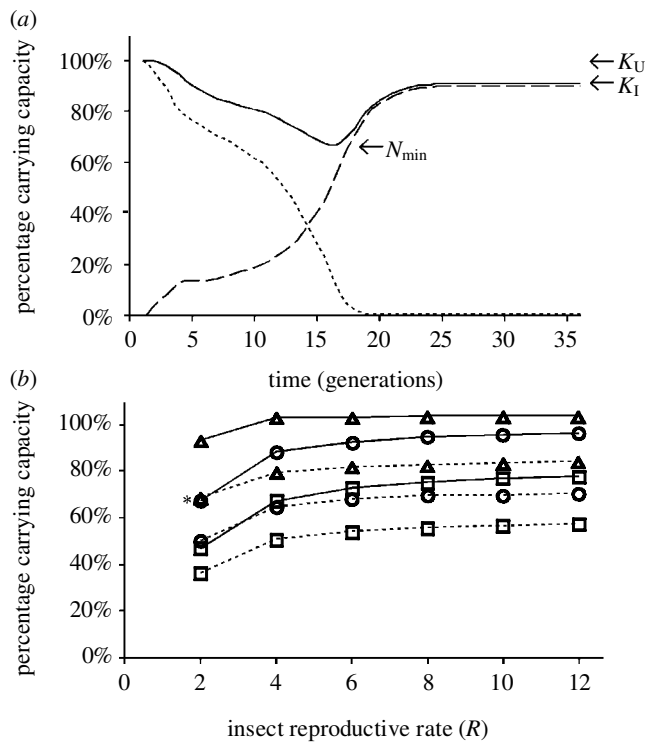 (a)
percentage carrying capacity
100%
80%
60%
40%
20%
0%
← K_U
← K_I
← N_min
0 5 10 15 20 25 30 35
time (generations)
(b)
percentage carrying capacity
100%
80%
*
60%
40%
20%
0%
0 2 4 6 8 10 12
insect reproductive rate (R)